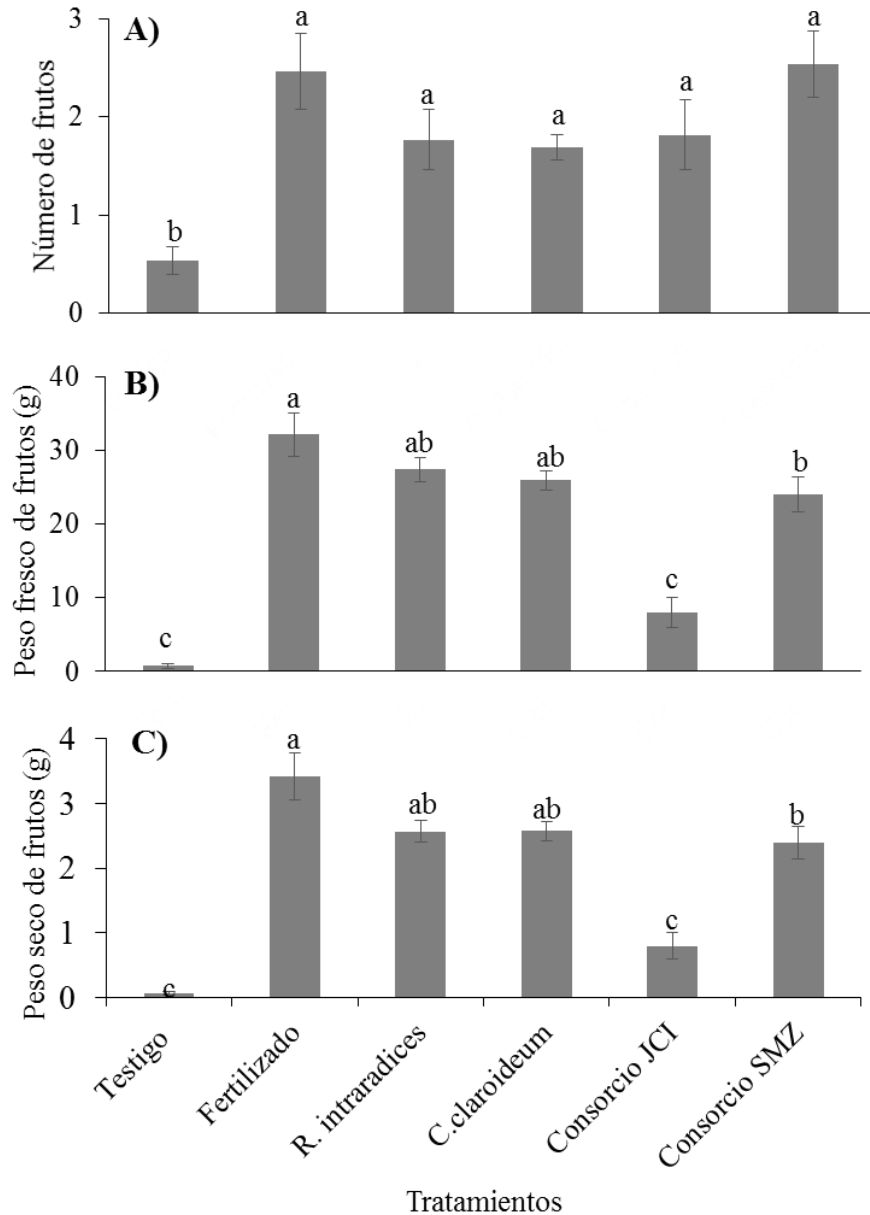 A)
Número de frutos
3
2
1
0
b
a
a
a
a
a
B)
Peso fresco de frutos (g)
40
30
20
10
0
c
a
ab
ab
c
b
C)
Peso seco de frutos (g)
4
3
2
1
0
c
a
ab
ab
c
b
Testigo
Fertilizado
R. intraradices
C.claroideum
Consorcio JCI
Consorcio SMZ
Tratamientos